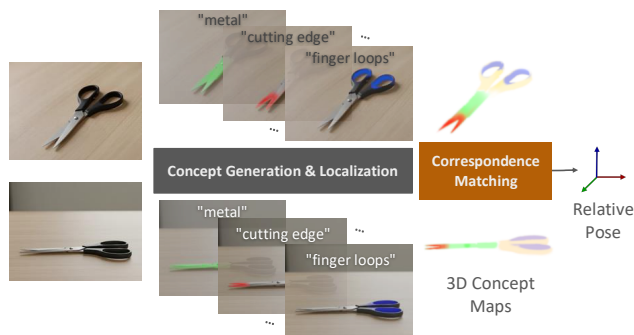 "metal"
...
"cutting edge"
"finger loops"
...
Concept Generation & Localization
Correspondence
Matching
Relative
Pose
"metal"
...
"cutting edge"
"finger loops"
...
3D Concept
Maps